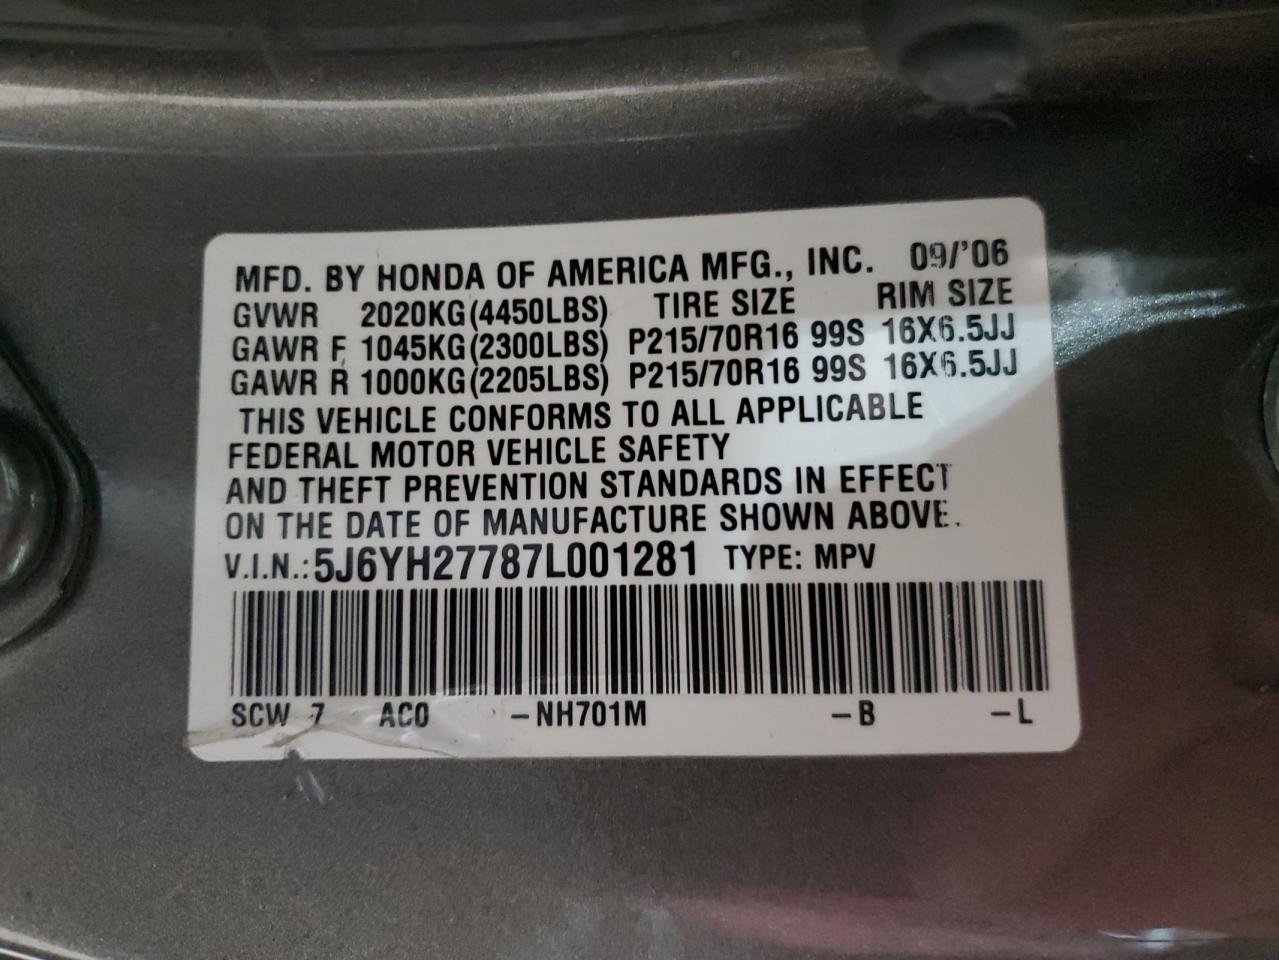 MFD. BY HONDA OF AMERICA MFG., INC. 09/'06
GVWR 2020KG(4450LBS) TIRE SIZE RIM SIZE
GAWR F 1045KG(2300LBS) P215/70R16 99S 16X6.5JJ
GAWR R 1000KG(2205LBS) P215/70R16 99S 16X6.5JJ
THIS VEHICLE CONFORMS TO ALL APPLICABLE
FEDERAL MOTOR VEHICLE SAFETY
AND THEFT PREVENTION STANDARDS IN EFFECT
ON THE DATE OF MANUFACTURE SHOWN ABOVE.
V.I.N.: 5J6YH27787L001281 TYPE: MPV
SCW 7 AC0 -NH701M -B -L